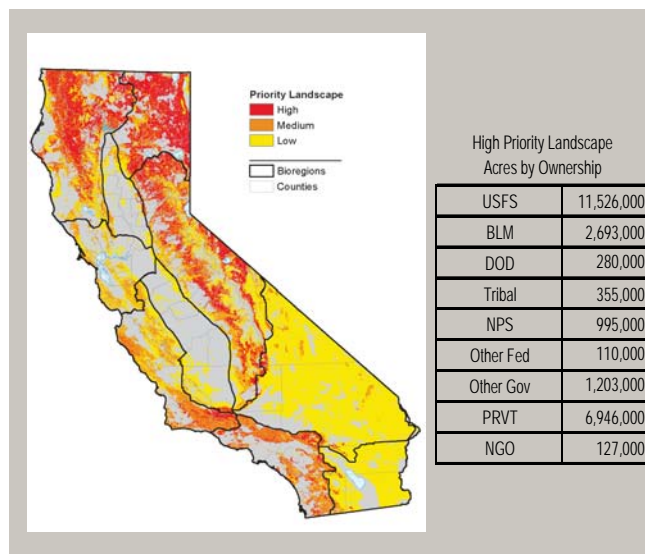 Priority Landscape
High
Medium
Low
Bioregions
Counties
High Priority Landscape
Acres by Ownership
USFS 11,526,000
BLM 2,693,000
DOD 280,000
Tribal 355,000
NPS 995,000
Other Fed 110,000
Other Gov 1,203,000
PRVT 6,946,000
NGO 127,000